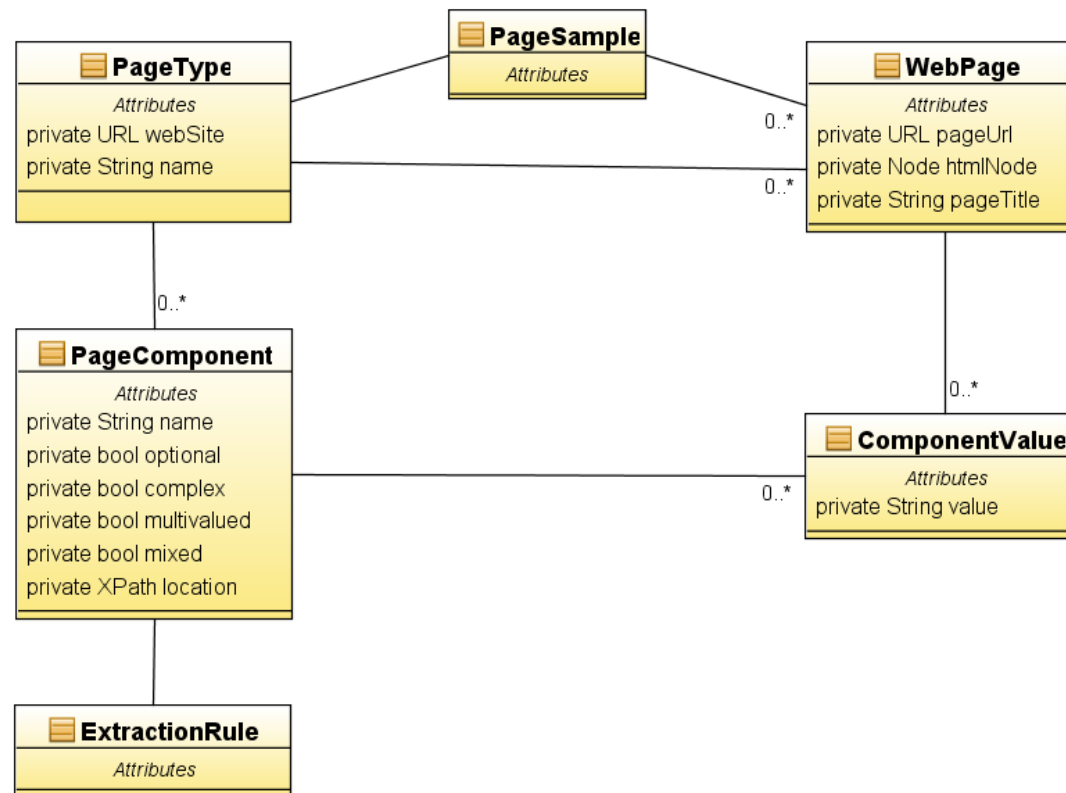 PageSample
Attributes
PageType
Attributes
private URL webSite
private String name
WebPage
Attributes
private URL pageUrl
private Node htmlNode
private String pageTitle
0..*
0..*
0..*
PageComponent
Attributes
private String name
private bool optional
private bool complex
private bool multivalued
private bool mixed
private XPath location
0..*
ComponentValue
Attributes
private String value
0..*
ExtractionRule
Attributes